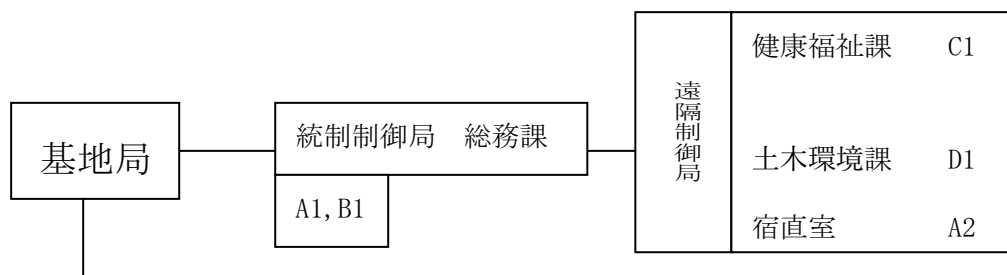 基地局
統制制御局　総務課
A1,B1
遠隔制御局
健康福祉課　C1
土木環境課　D1
宿直室　A2